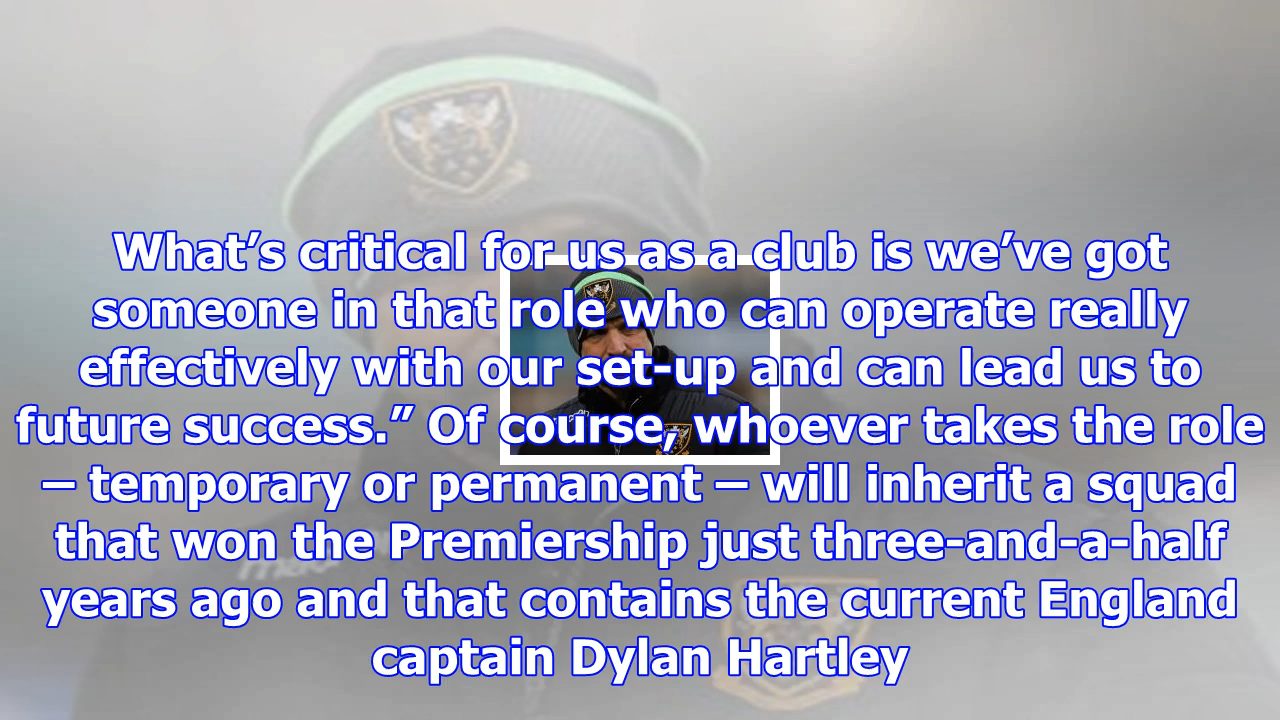 What’s critical for us as a club is we’ve got
someone in that role who can operate really
effectively with our set-up and can lead us to
future success.” Of course, whoever takes the role
– temporary or permanent – will inherit a squad
that won the Premiership just three-and-a-half
years ago and that contains the current England
captain Dylan Hartley